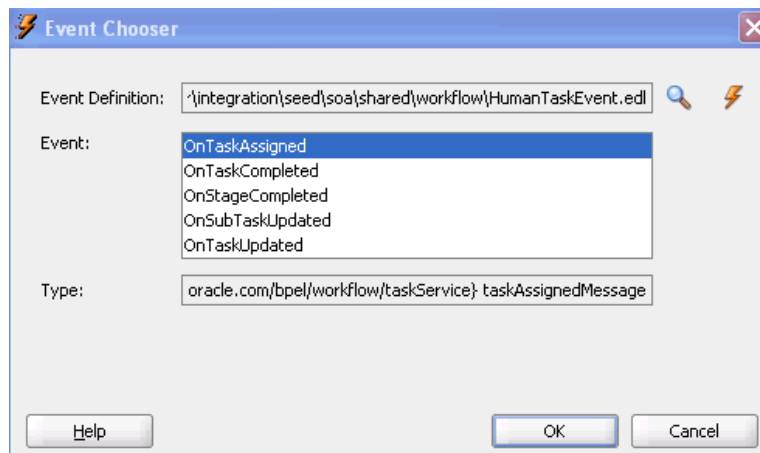 Event Chooser
Event Definition: \integration\seed\soa\shared\workflow\HumanTaskEvent.edl
Event:
OnTaskAssigned
OnTaskCompleted
OnStageCompleted
OnSubTaskUpdated
OnTaskUpdated
Type: oracle.com/bpel/workflow/taskService} taskAssignedMessage
Help OK Cancel